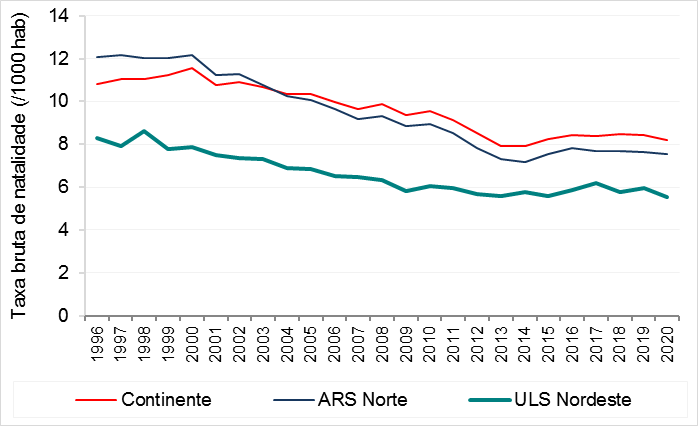 Taxa bruta de natalidade (/1000 hab)
14
12
10
8
6
4
2
0
1996 1997 1998 1999 2000 2001 2002 2003 2004 2005 2006 2007 2008 2009 2010 2011 2012 2013 2014 2015 2016 2017 2018 2019 2020
Continente ARS Norte ULS Nordeste